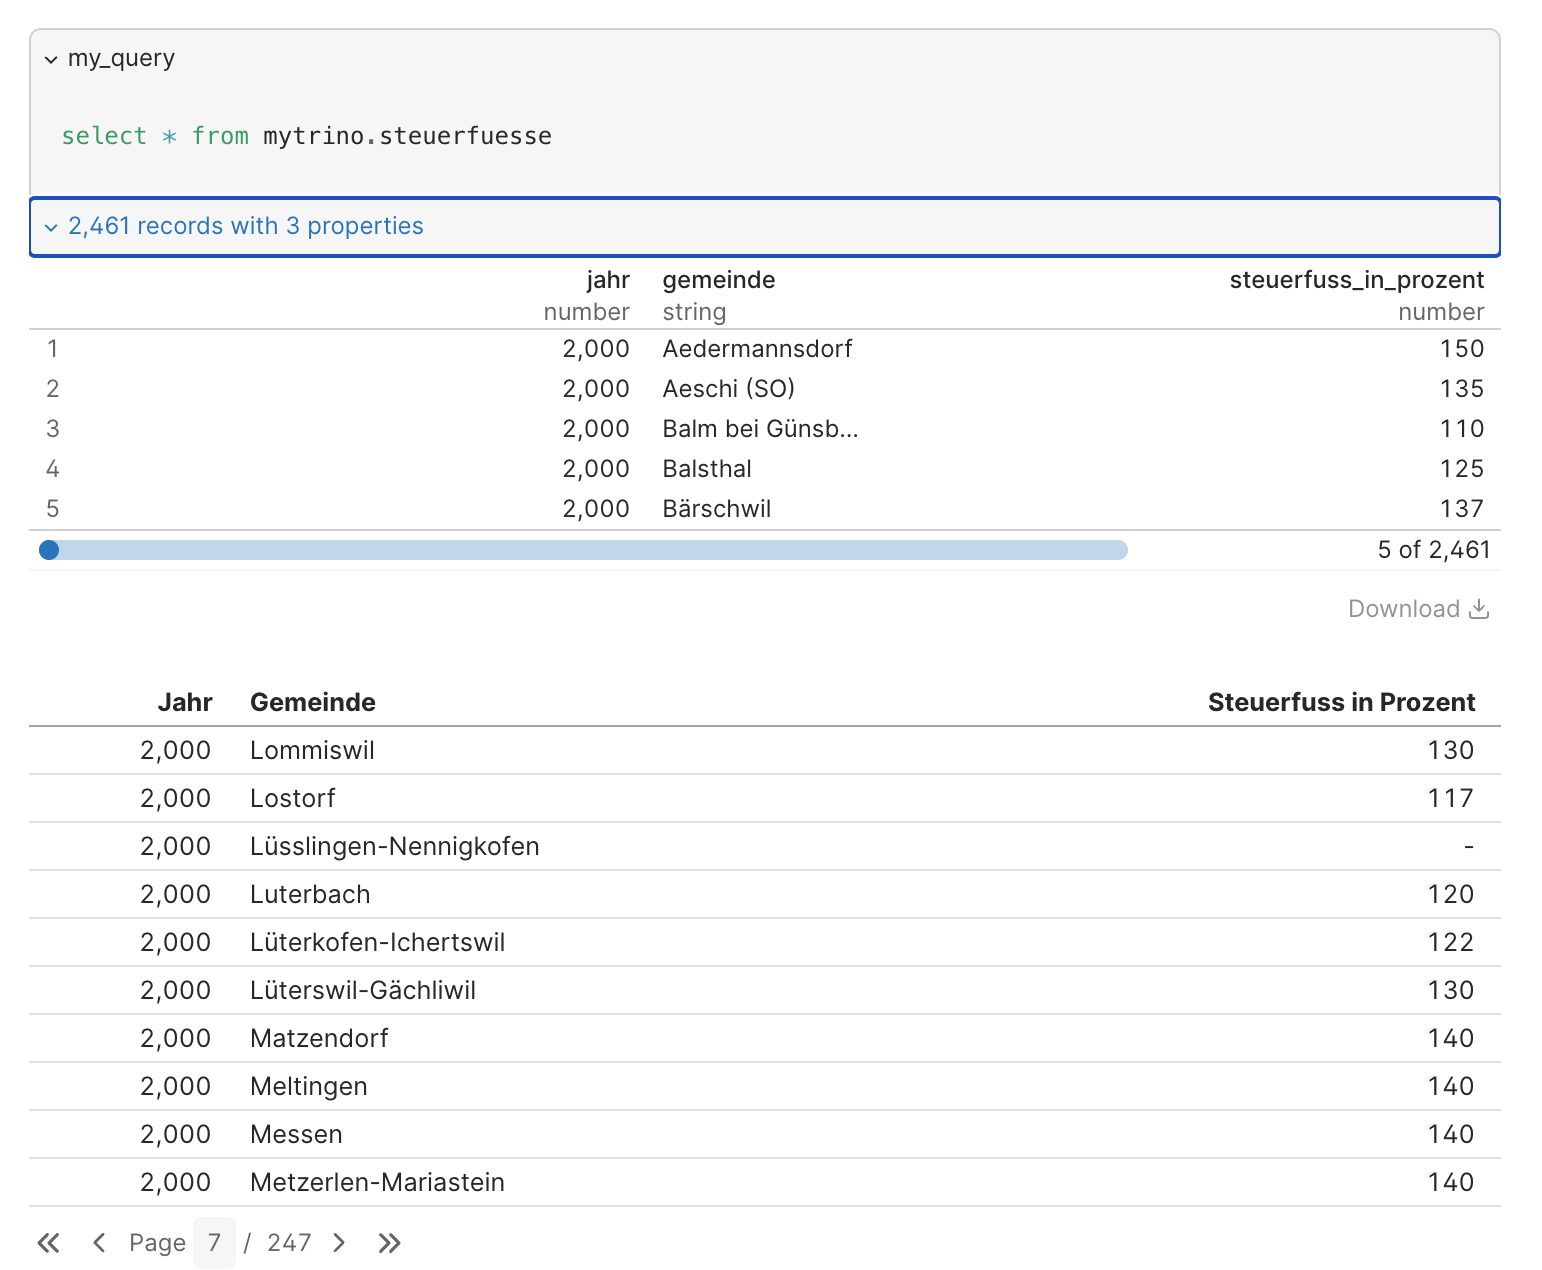 my_query
select * from mytrino.steuerfuesse
2,461 records with 3 properties
jahr gemeinde steuerfuss_in_prozent
number string number
1 2,000 Aedermannsdorf 150
2 2,000 Aeschi (SO) 135
3 2,000 Balm bei Günsb... 110
4 2,000 Balsthal 125
5 2,000 Bärschwil 137
5 of 2,461
Download
Jahr Gemeinde Steuerfuss in Prozent
2,000 Lommiswil 130
2,000 Lostorf 117
2,000 Lüsslingen-Nennigkofen -
2,000 Luterbach 120
2,000 Lüterkofen-Ichertswil 122
2,000 Lüterswil-Gächliwil 130
2,000 Matzendorf 140
2,000 Meltingen 140
2,000 Messen 140
2,000 Metzerlen-Mariastein 140
Page 7 / 247